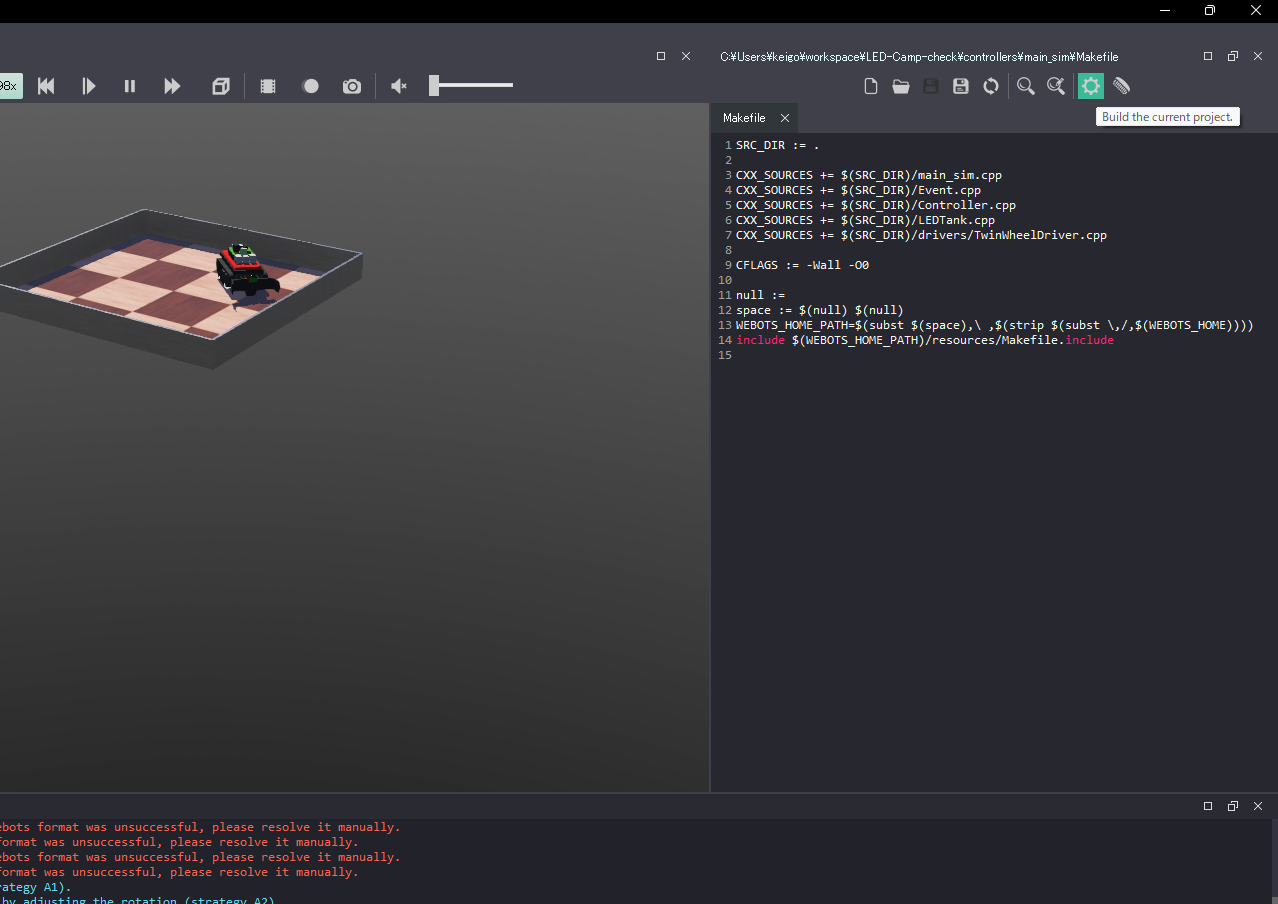 C:¥Users¥keigo¥workspace¥LED-Camp-check¥controllers¥main_sim¥Makefile
98x
Build the current project.
Makefile
1 SRC_DIR := .
2
3 CXX_SOURCES += $(SRC_DIR)/main_sim.cpp
4 CXX_SOURCES += $(SRC_DIR)/Event.cpp
5 CXX_SOURCES += $(SRC_DIR)/Controller.cpp
6 CXX_SOURCES += $(SRC_DIR)/LEDTank.cpp
7 CXX_SOURCES += $(SRC_DIR)/drivers/TwinWheelDriver.cpp
8
9 CFLAGS := -Wall -O0
10
11 null :=
12 space := $(null) $(null)
13 WEBOTS_HOME_PATH=$(subst $(space),\ ,$(strip $(subst \,/,$(WEBOTS_HOME))))
14 include $(WEBOTS_HOME_PATH)/resources/Makefile.include
15
ebots format was unsuccessful, please resolve it manually.
format was unsuccessful, please resolve it manually.
ebots format was unsuccessful, please resolve it manually.
format was unsuccessful, please resolve it manually.
rategy A1).
by adjusting the rotation (strategy A2)